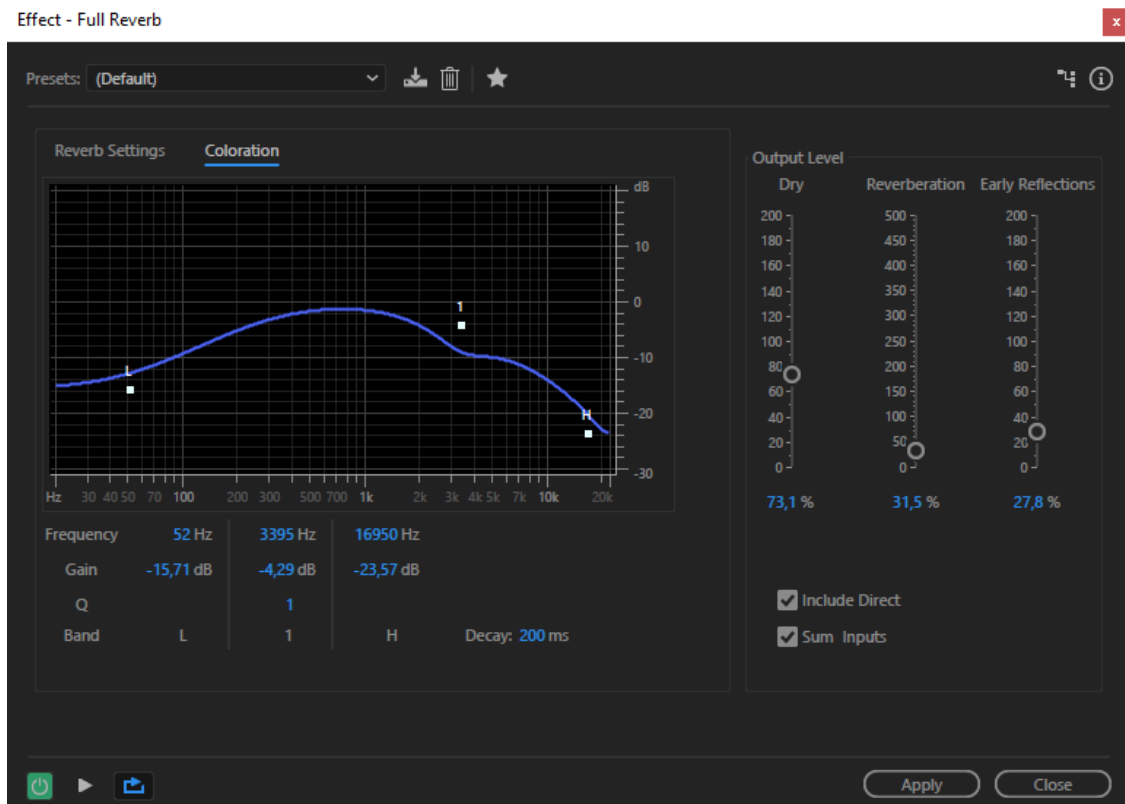 Effect - Full Reverb
x
Presets: (Default)
Reverb Settings Coloration
dB
10
0
-10
-20
-30
L
1
H
Hz 30 40 50 70 100 200 300 500 700 1k 2k 3k 4k 5k 7k 10k 20k
Frequency 52 Hz 3395 Hz 16950 Hz
Gain -15,71 dB -4,29 dB -23,57 dB
Q 1
Band L 1 H Decay: 200 ms
Output Level
Dry Reverberation Early Reflections
200 500 200
180 450 180
160 400 160
140 350 140
120 300 120
100 250 100
80 200 80
60 150 60
40 100 40
20 50 20
0 0 0
73,1 % 31,5 % 27,8 %
Include Direct
Sum Inputs
Apply Close